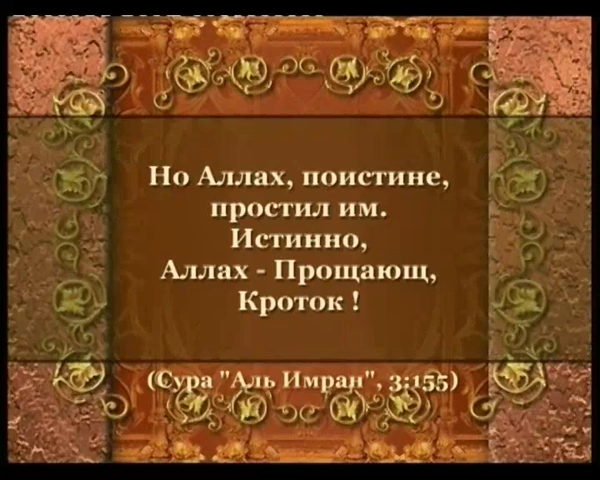 Но Аллах, поистине,
простил им.
Истинно,
Аллах - Прощающ,
Кроток !
(Сура "Аль Имран", 3:155)